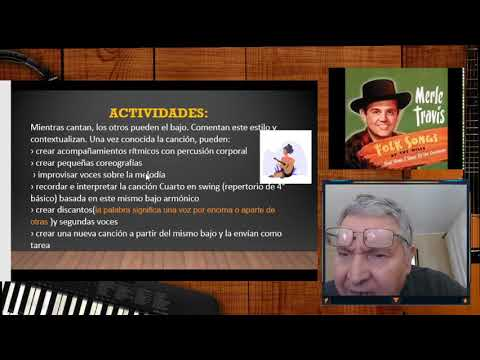 ACTIVIDADES:
Mientras cantan, los otros pueden el bajo. Comentan este estilo y
contextualizan. Una vez conocida la canción, pueden:
› crear acompañamientos rítmicos con percusión corporal
› crear pequeñas coreografías
› improvisar voces sobre la melodía
› recordar e interpretar la canción Cuarto en swing (repertorio de 4°
básico) basada en este mismo bajo armónico
› crear discantos(la palabra significa una voz por encima o aparte de
otras )y segundas voces
› crear una nueva canción a partir del mismo bajo y la envían como
tarea
Merle
Travis
FOLK SONGS